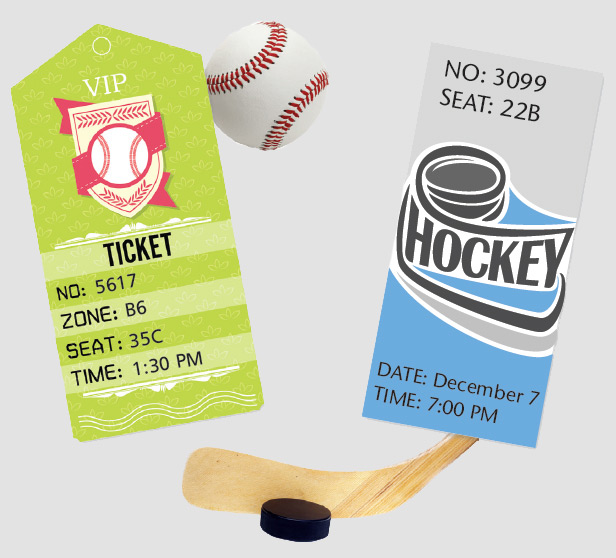 VIP
TICKET
NO: 5617
ZONE: B6
SEAT: 35C
TIME: 1:30 PM
NO: 3099
SEAT: 22B
HOCKEY
DATE: December 7
TIME: 7:00 PM